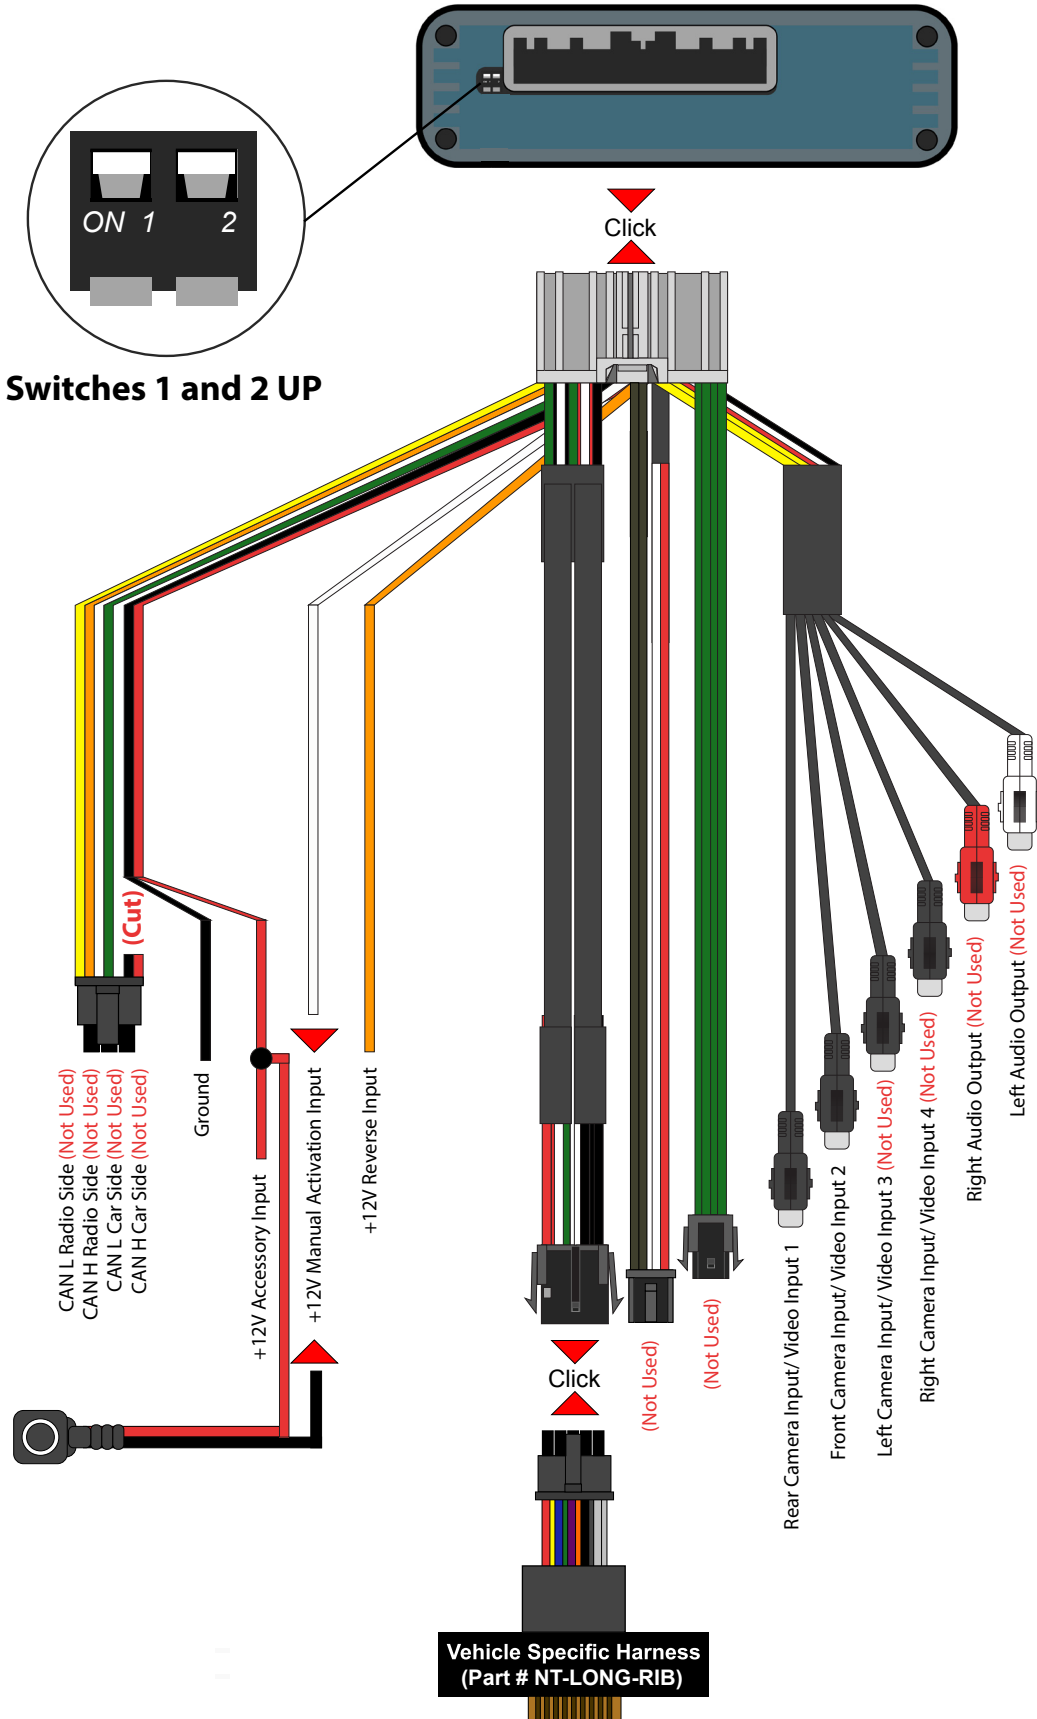 Click
ON 1 2
Switches 1 and 2 UP
(Cut)
CAN L Radio Side (Not Used)
CAN H Radio Side (Not Used)
CAN L Car Side (Not Used)
CAN H Car Side (Not Used)
Ground
+12V Accessory Input
+12V Manual Activation Input
+12V Reverse Input
Click
(Not Used)
(Not Used)
Rear Camera Input/ Video Input 1
Front Camera Input/ Video Input 2
Left Camera Input/ Video Input 3 (Not Used)
Right Camera Input/ Video Input 4 (Not Used)
Right Audio Output (Not Used)
Left Audio Output (Not Used)
Vehicle Specific Harness
(Part # NT-LONG-RIB)